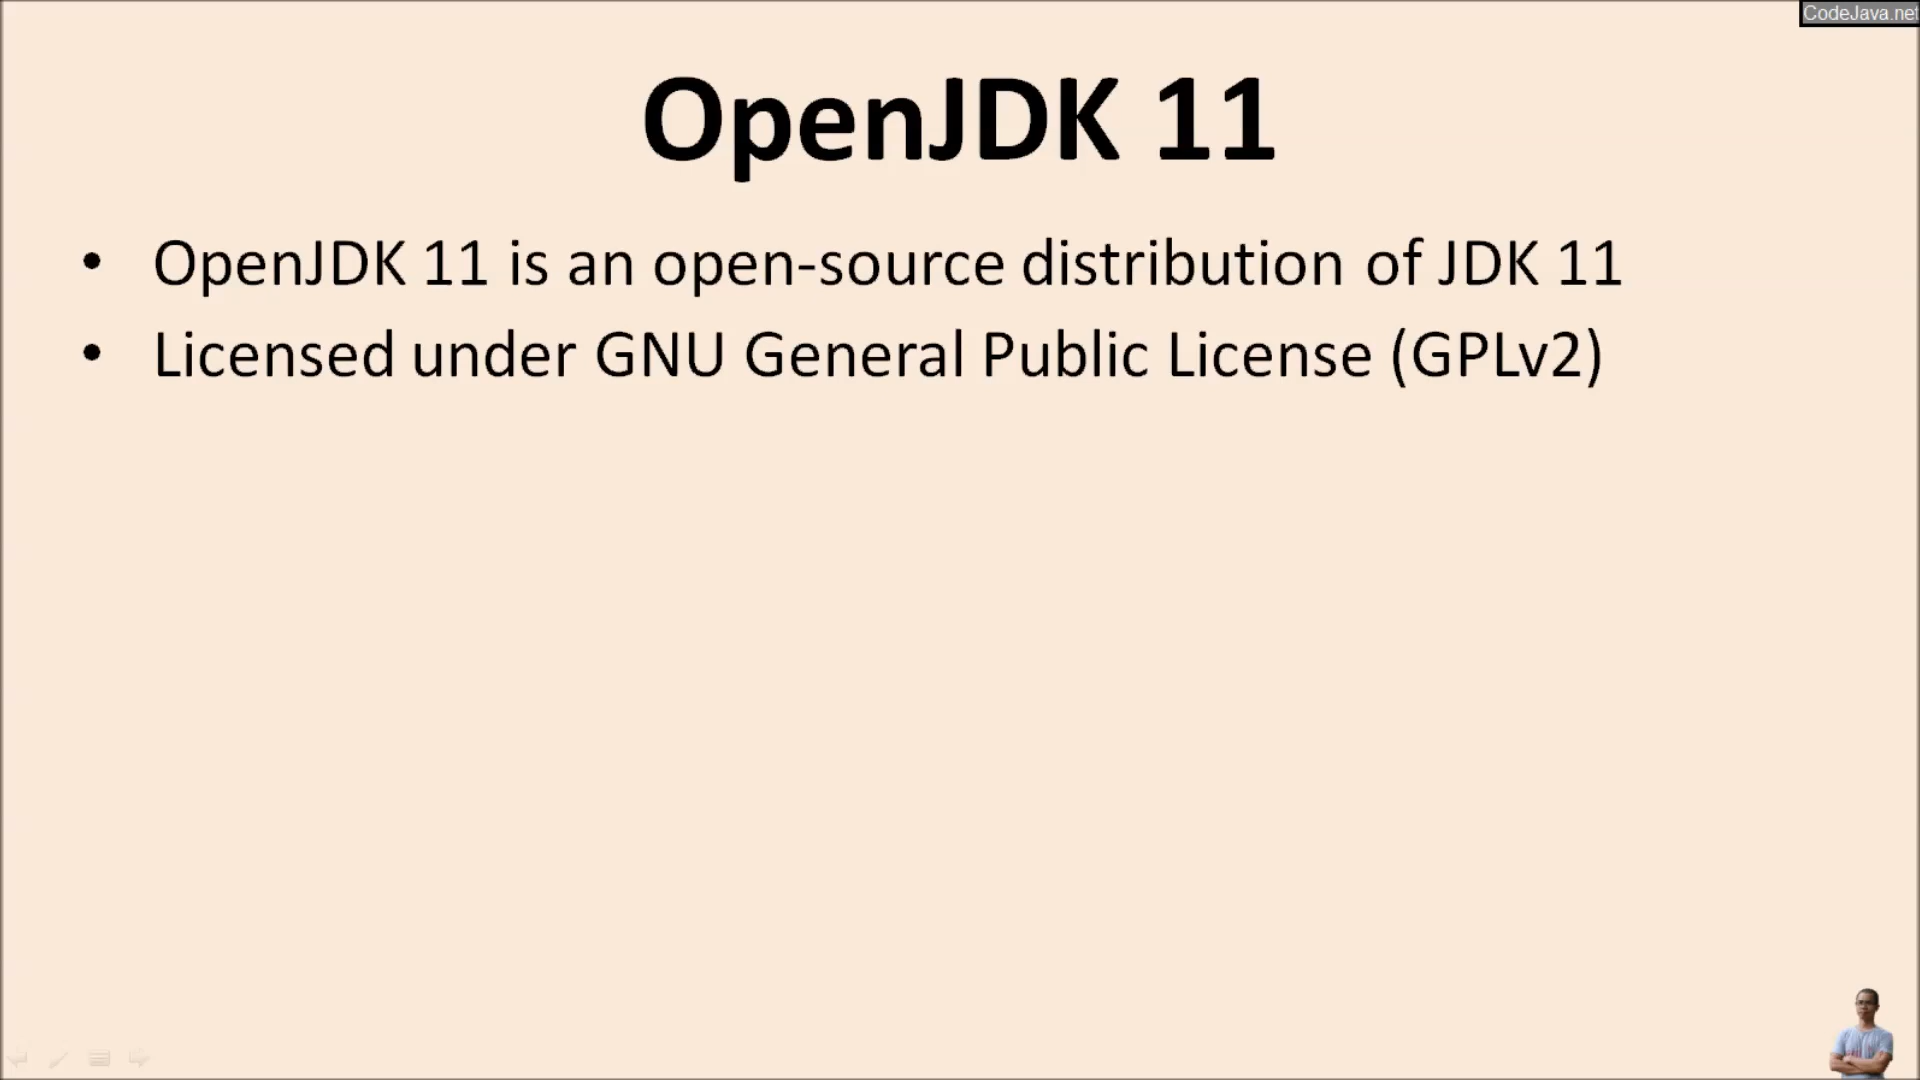 CodeJava.net
OpenJDK 11
• OpenJDK 11 is an open-source distribution of JDK 11
• Licensed under GNU General Public License (GPLv2)